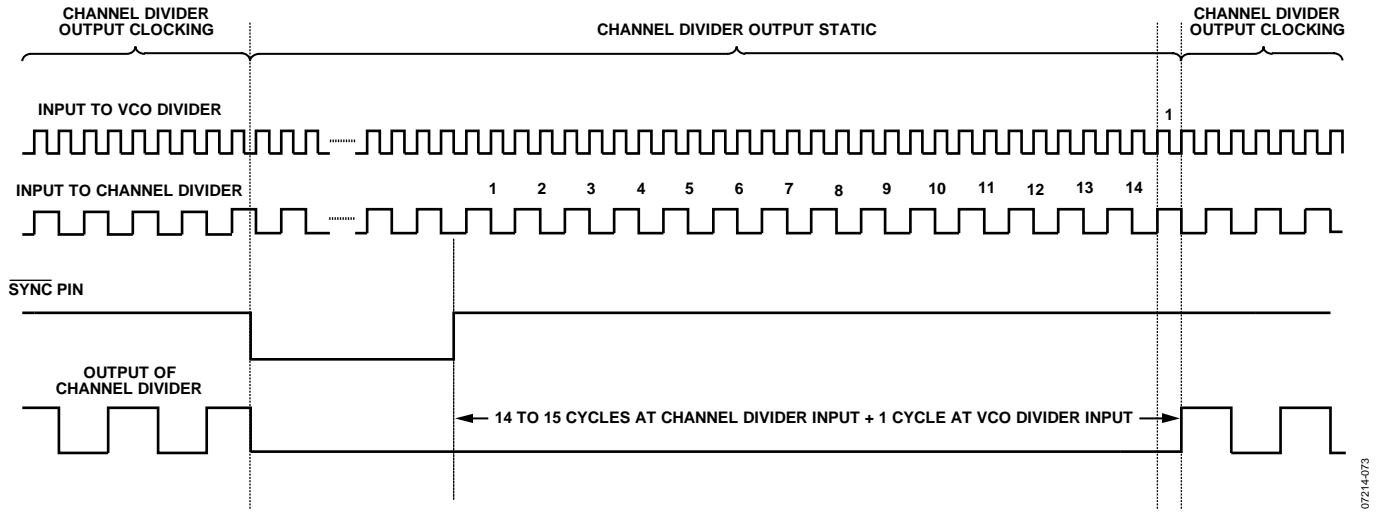 CHANNEL DIVIDER
OUTPUT CLOCKING
CHANNEL DIVIDER OUTPUT STATIC
CHANNEL DIVIDER
OUTPUT CLOCKING
INPUT TO VCO DIVIDER
1
INPUT TO CHANNEL DIVIDER
1 2 3 4 5 6 7 8 9 10 11 12 13 14
SYNC PIN
OUTPUT OF
CHANNEL DIVIDER
14 TO 15 CYCLES AT CHANNEL DIVIDER INPUT + 1 CYCLE AT VCO DIVIDER INPUT
07214-073